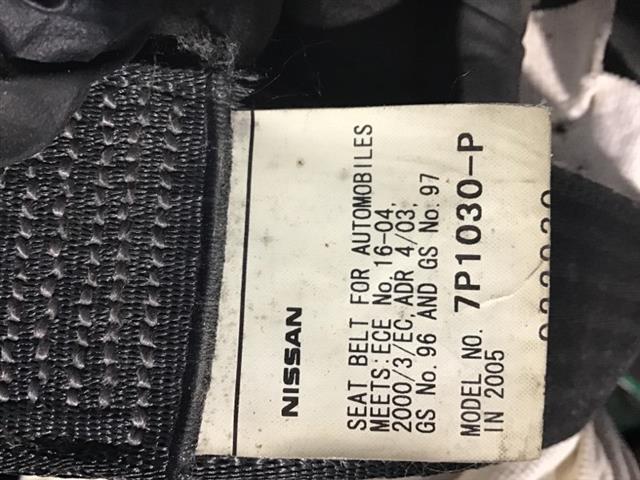 NISSAN
SEAT BELT FOR AUTOMOBILES
MEETS:ECE No.16-04
2000/3/EC,ADR 4/03,
GS No.96 AND GS No.97
MODEL NO. 7P1030-P
IN 2005